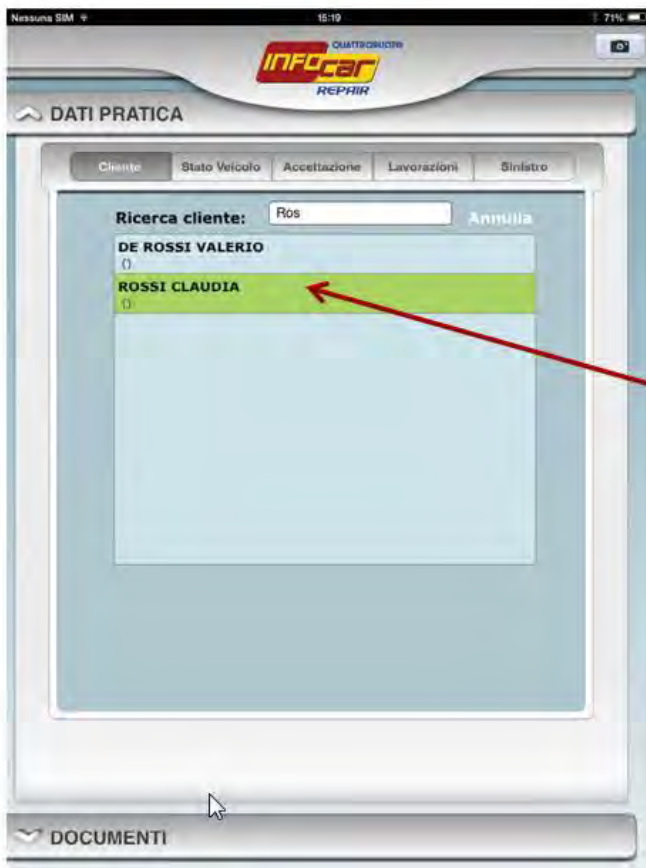 Nessuna SIM
15:19
71%
QUATTRORUOTE
INFOcar
REPAIR
DATI PRATICA
Cliente Stato Veicolo Accettazione Lavorazioni Sinistro
Ricerca cliente: Ros Annulla
DE ROSSI VALERIO
()
ROSSI CLAUDIA
()
DOCUMENTI